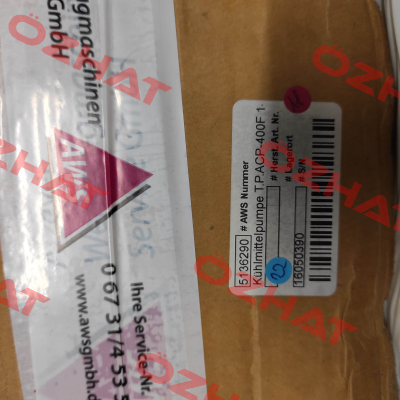 gmaschinen
GmbH
AWS
Ihre Service-Nr.
0 67 31/4 53 5
www.awsgmbh.d
5136290 # AWS Nummer
Kühlmittelpumpe T.PACP-400F 1-
# Herst. Art. Nr.
22 # Lagerort
16050390 # S/N
OZHAT
OZHAT
OZHAT
OZHAT
OZHAT